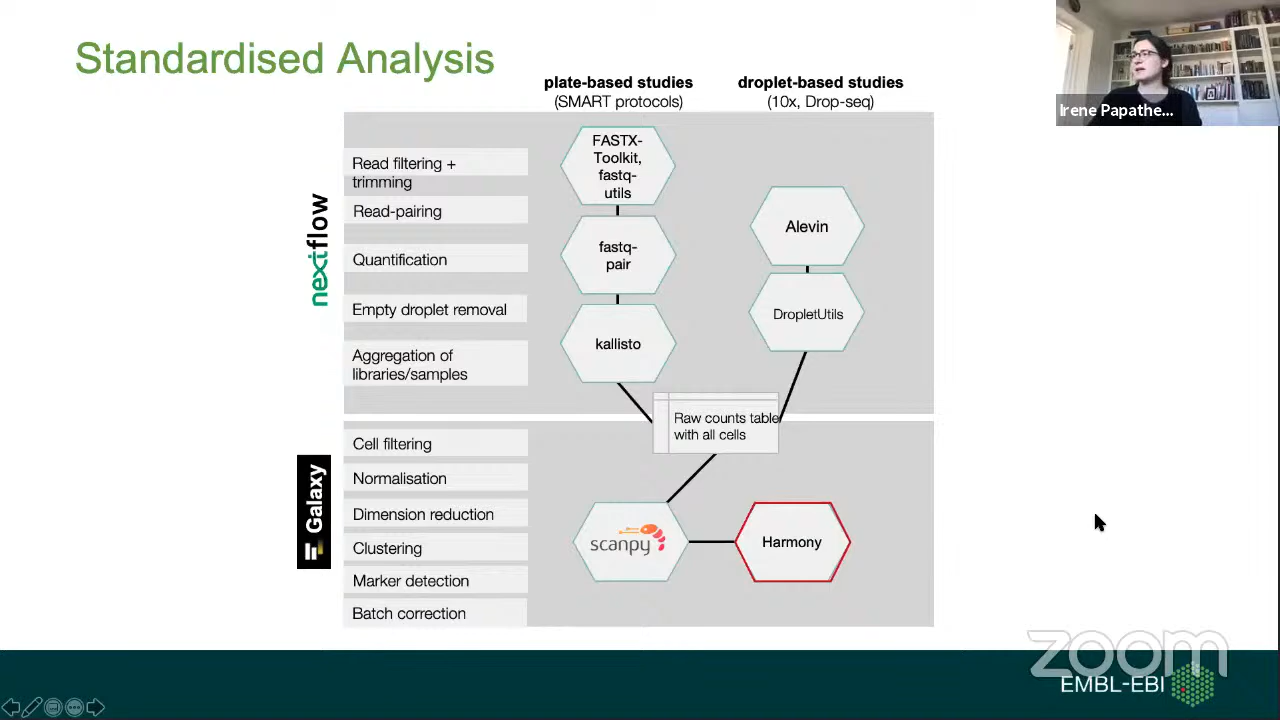 Standardised Analysis
plate-based studies
(SMART protocols)
droplet-based studies
(10x, Drop-seq)
Irene Papathe...
nextflow
Read filtering +
trimming
Read-pairing
Quantification
Empty droplet removal
Aggregation of
libraries/samples
FASTX-
Toolkit,
fastq-
utils
fastq-
pair
kallisto
Alevin
DropletUtils
Raw counts table
with all cells
Galaxy
Cell filtering
Normalisation
Dimension reduction
Clustering
Marker detection
Batch correction
scanpy
Harmony
zoom
EMBL-EBI